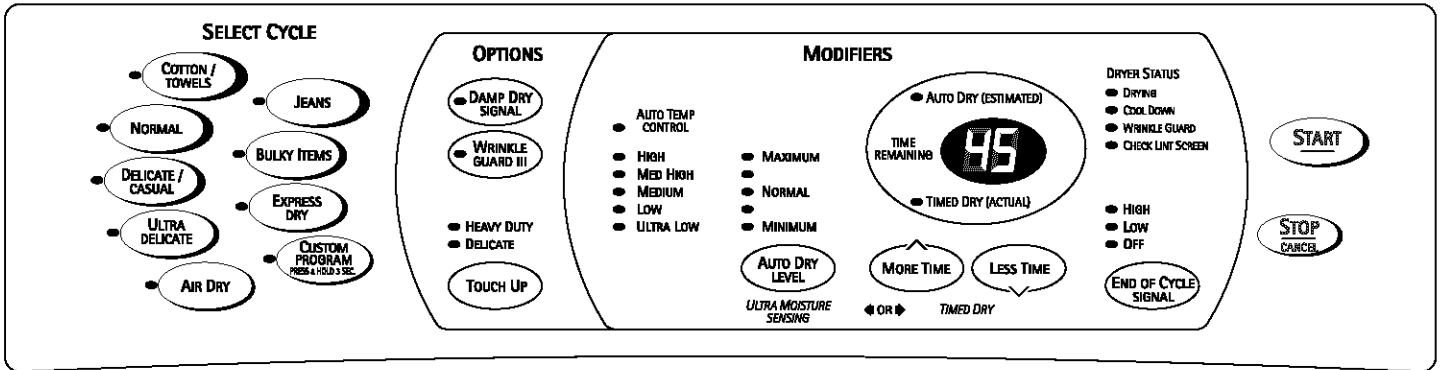 SELECT CYCLE
COTTON /
TOWELS
JEANS
NORMAL
BULKY ITEMS
DELICATE /
CASUAL
EXPRESS
DRY
ULTRA
DELICATE
CUSTOM
PROGRAM
PRESS & HOLD 3 SEC.
AIR DRY
OPTIONS
DAMP DRY
SIGNAL
WRINKLE
GUARD III
HEAVY DUTY
DELICATE
TOUCH UP
MODIFIERS
AUTO TEMP
CONTROL
HIGH
MED HIGH
MEDIUM
LOW
ULTRA LOW
MAXIMUM
NORMAL
MINIMUM
AUTO DRY
LEVEL
ULTRA MOISTURE
SENSING
OR
TIMED DRY
AUTO DRY (ESTIMATED)
TIME
REMAINING
45
TIMED DRY (ACTUAL)
MORE TIME
LESS TIME
DRYER STATUS
DRYING
COOL DOWN
WRINKLE GUARD
CHECK LINT SCREEN
HIGH
LOW
OFF
END OF CYCLE
SIGNAL
START
STOP
CANCEL